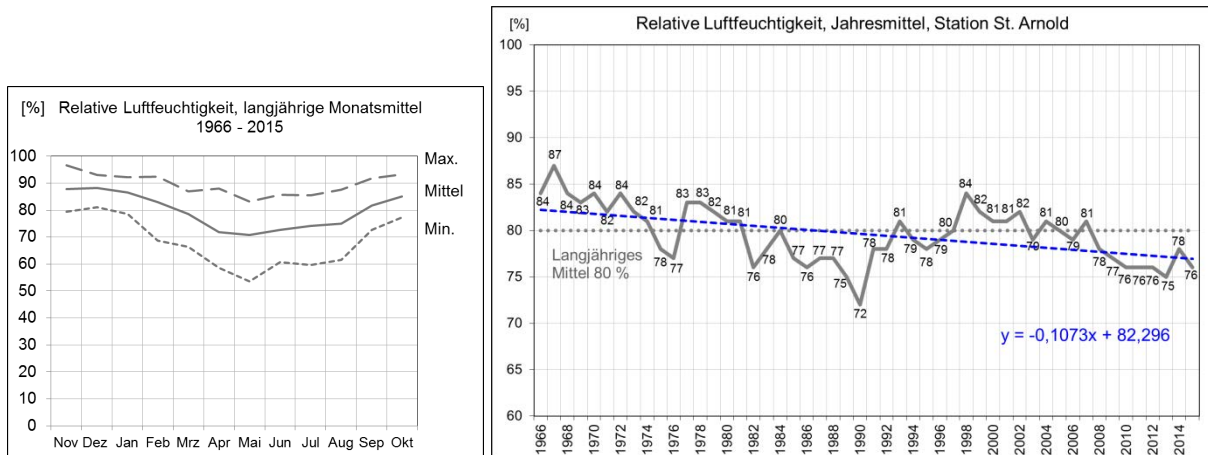 [%] Relative Luftfeuchtigkeit, langjährige Monatsmittel
1966 - 2015
100
90
80
70
60
50
40
30
20
10
0
Max.
Mittel
Min.
Nov Dez Jan Feb Mrz Apr Mai Jun Jul Aug Sep Okt
[%] Relative Luftfeuchtigkeit, Jahresmittel, Station St. Arnold
100
95
90
85
80
75
70
65
60
84 87 84 83 84 82 84 82 81 78 77 83 83 82 81 81 76 78 80 77 76 77 77 75 72 78 78 81 79 78 79 80 84 82 81 81 82 79 81 80 79 81 78 77 76 76 76 75 78 76
Langjähriges
Mittel 80 %
y = -0,1073x + 82,296
1966 1968 1970 1972 1974 1976 1978 1980 1982 1984 1986 1988 1990 1992 1994 1996 1998 2000 2002 2004 2006 2008 2010 2012 2014